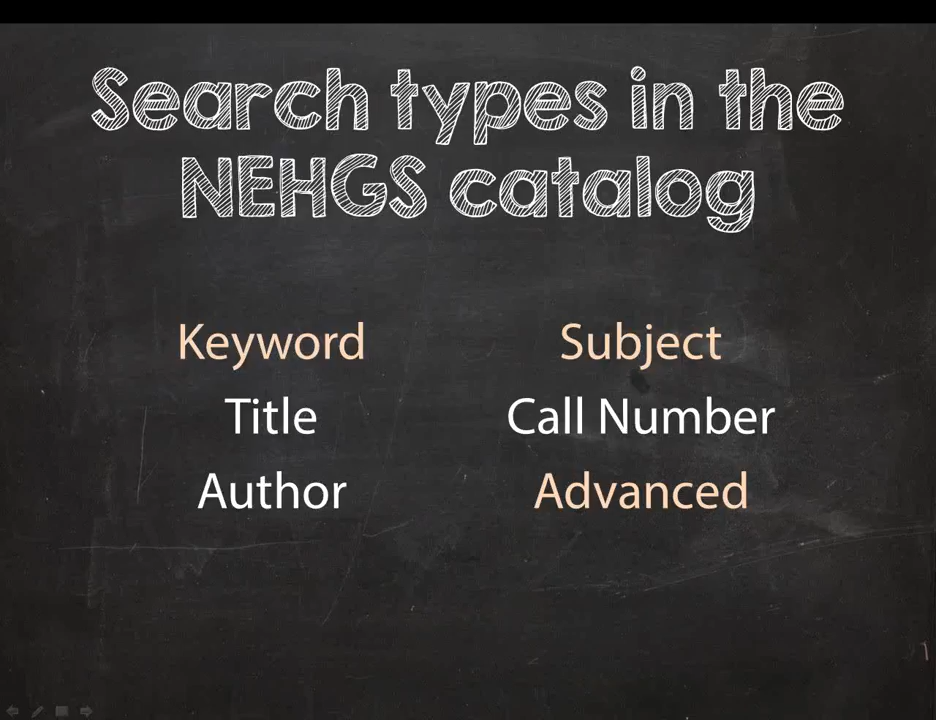 Search types in the
NEHGS catalog
Keyword
Title
Author
Subject
Call Number
Advanced